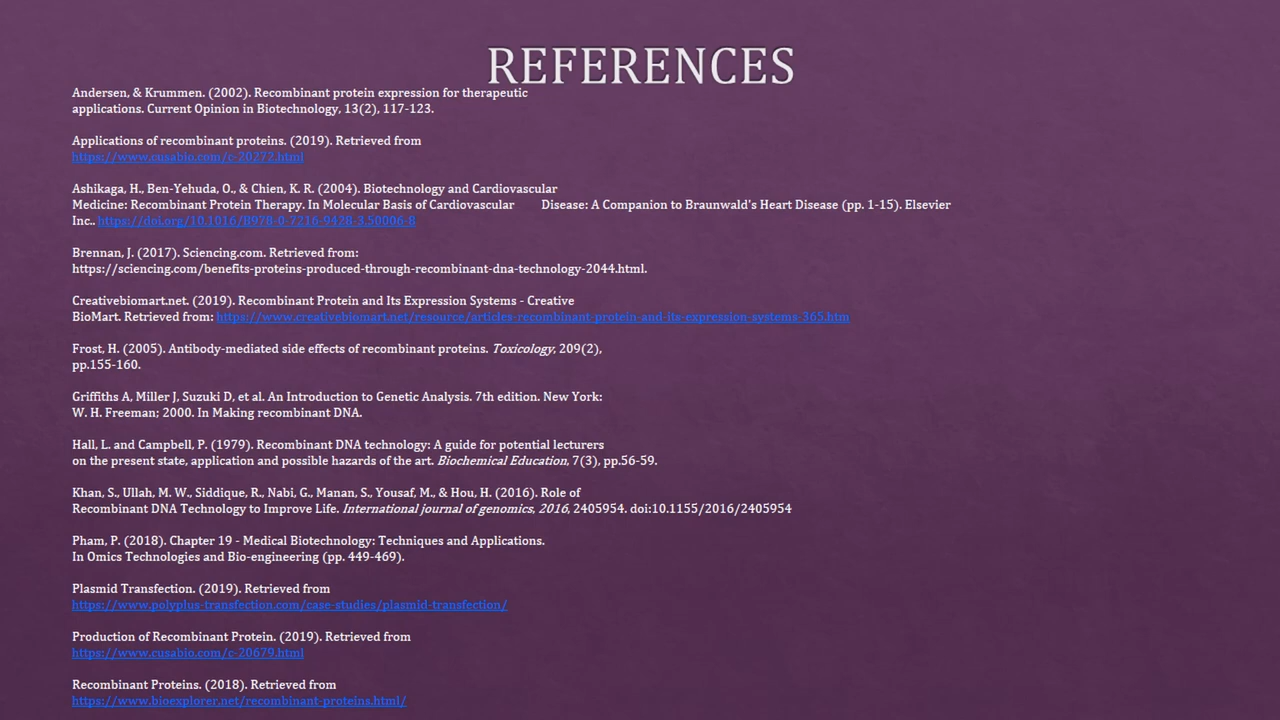 REFERENCES
Andersen, & Krummen. (2002). Recombinant protein expression for therapeutic
applications. Current Opinion in Biotechnology, 13(2), 117-123.
Applications of recombinant proteins. (2019). Retrieved from
https://www.cusabio.com/c-20272.html
Ashikaga, H., Ben-Yehuda, O., & Chien, K. R. (2004). Biotechnology and Cardiovascular
Medicine: Recombinant Protein Therapy. In Molecular Basis of Cardiovascular Disease: A Companion to Braunwald's Heart Disease (pp. 1-15). Elsevier
Inc.. https://doi.org/10.1016/B978-0-7216-9428-3.50006-8
Brennan, J. (2017). Sciencing.com. Retrieved from:
https://sciencing.com/benefits-proteins-produced-through-recombinant-dna-technology-2044.html.
Creativebiomart.net. (2019). Recombinant Protein and Its Expression Systems - Creative
BioMart. Retrieved from: https://www.creativebiomart.net/resource/articles-recombinant-protein-and-its-expression-systems-365.htm
Frost, H. (2005). Antibody-mediated side effects of recombinant proteins. Toxicology, 209(2),
pp.155-160.
Griffiths A, Miller J, Suzuki D, et al. An Introduction to Genetic Analysis. 7th edition. New York:
W. H. Freeman; 2000. In Making recombinant DNA.
Hall, L. and Campbell, P. (1979). Recombinant DNA technology: A guide for potential lecturers
on the present state, application and possible hazards of the art. Biochemical Education, 7(3), pp.56-59.
Khan, S., Ullah, M. W., Siddique, R., Nabi, G., Manan, S., Yousaf, M., & Hou, H. (2016). Role of
Recombinant DNA Technology to Improve Life. International journal of genomics, 2016, 2405954. doi:10.1155/2016/2405954
Pham, P. (2018). Chapter 19 - Medical Biotechnology: Techniques and Applications.
In Omics Technologies and Bio-engineering (pp. 449-469).
Plasmid Transfection. (2019). Retrieved from
https://www.polyplus-transfection.com/case-studies/plasmid-transfection/
Production of Recombinant Protein. (2019). Retrieved from
https://www.cusabio.com/c-20679.html
Recombinant Proteins. (2018). Retrieved from
https://www.bioexplorer.net/recombinant-proteins.html/